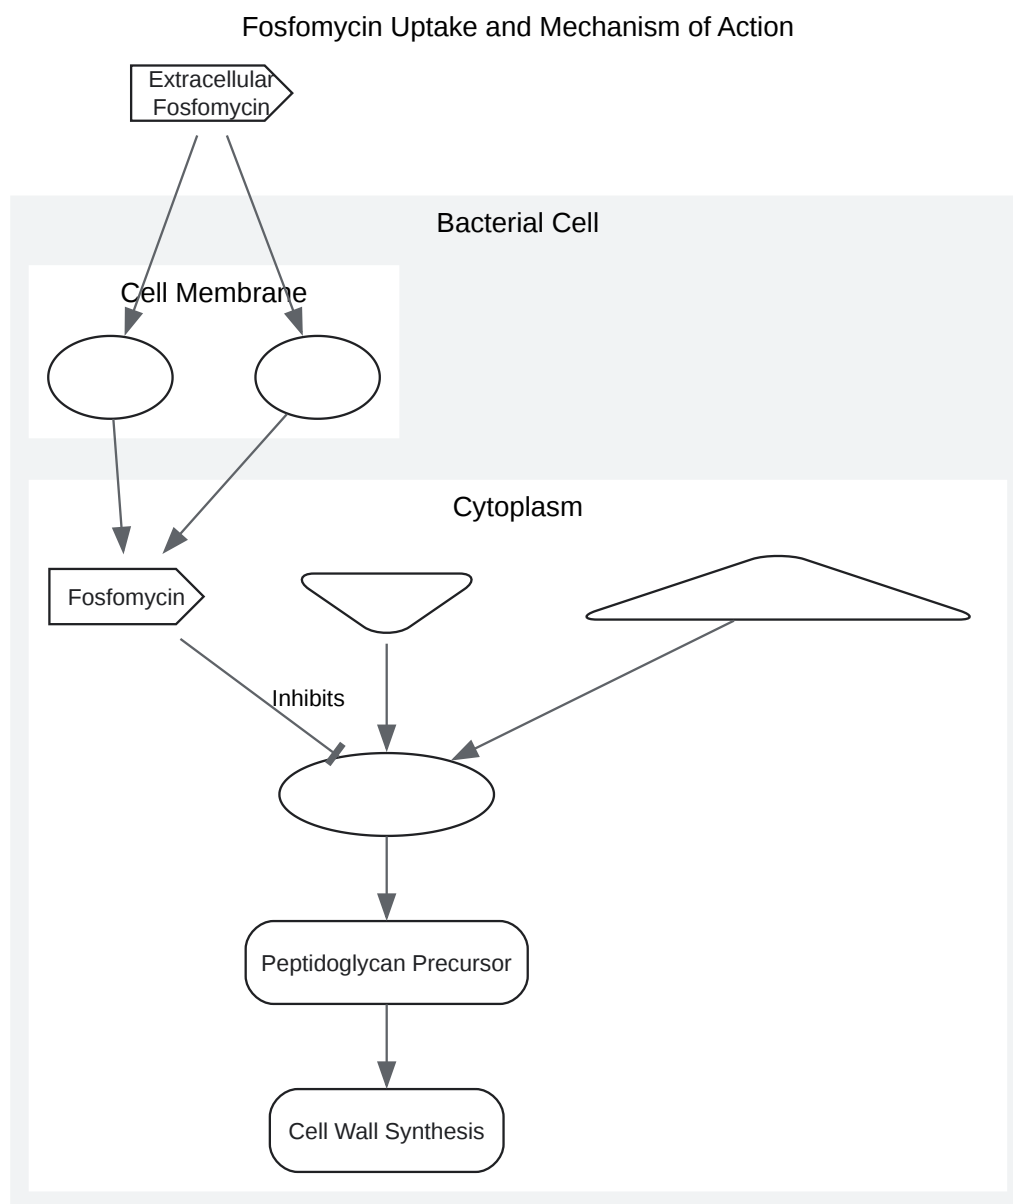 Fosfomycin Uptake and Mechanism of Action
Extracellular
Fosfomycin
Bacterial Cell
Cell Membrane
Cytoplasm
Fosfomycin
Inhibits
Peptidoglycan Precursor
Cell Wall Synthesis